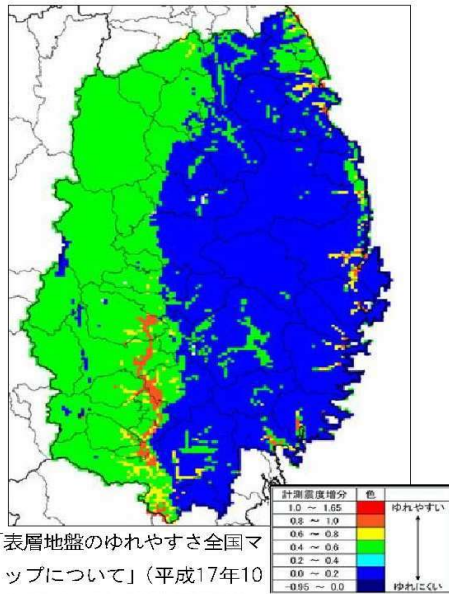 計測震度増分 色
1.0 ～ 1.65 ゆれやすい
0.8 ～ 1.0
0.6 ～ 0.8
0.4 ～ 0.6
0.2 ～ 0.4
0.0 ～ 0.2
-0.95 ～ 0.0 ゆれにくい
「表層地盤のゆれやすさ全国マ
ップについて」(平成17年10